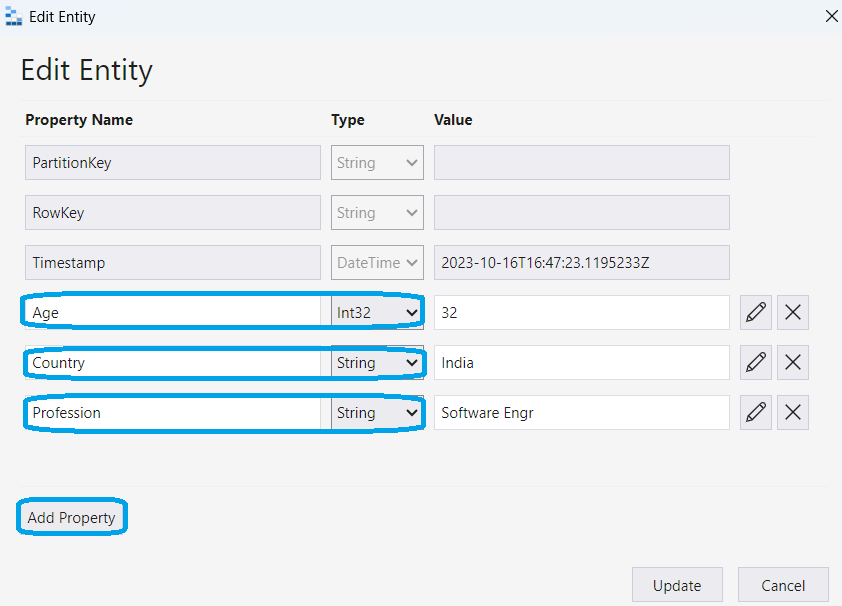 Edit Entity
Edit Entity
Property Name Type Value
PartitionKey String
RowKey String
Timestamp DateTime 2023-10-16T16:47:23.1195233Z
Age Int32 32
Country String India
Profession String Software Engr
Add Property
Update Cancel